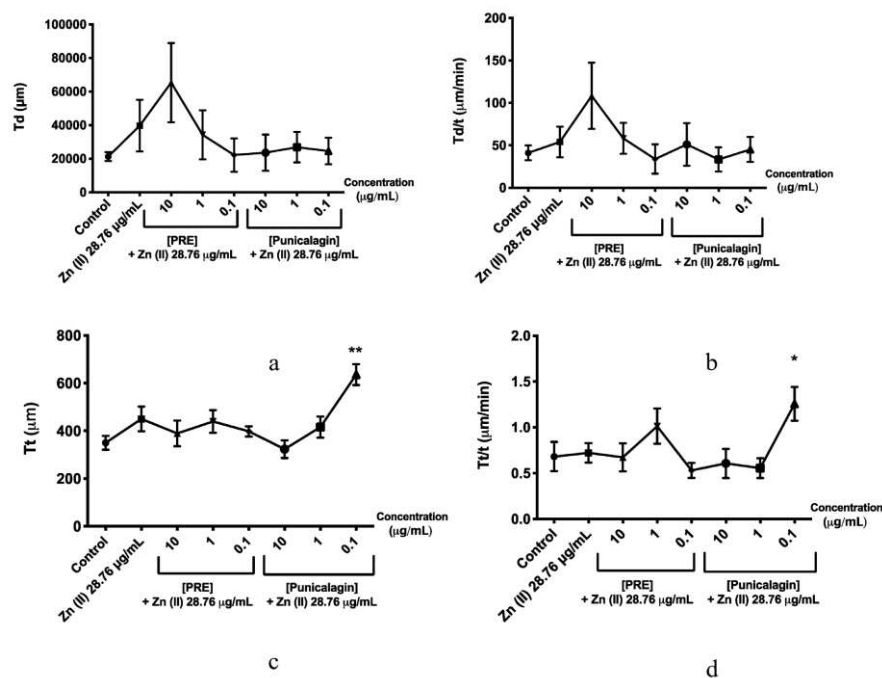 100000
80000
60000
40000
20000
0
Td (µm)
Control
Zn (II) 28.76 µg/mL
10
1
0.1
10
1
0.1
Concentration
(µg/mL)
[PRE]
+ Zn (II) 28.76 µg/mL
[Punicalagin]
+ Zn (II) 28.76 µg/mL
a
200
150
100
50
0
Td/t (µm/min)
Control
Zn (II) 28.76 µg/mL
10
1
0.1
10
1
0.1
Concentration
(µg/mL)
[PRE]
+ Zn (II) 28.76 µg/mL
[Punicalagin]
+ Zn (II) 28.76 µg/mL
b
800
600
400
200
0
Tt (µm)
**
Control
Zn (II) 28.76 µg/mL
10
1
0.1
10
1
0.1
Concentration
(µg/mL)
[PRE]
+ Zn (II) 28.76 µg/mL
[Punicalagin]
+ Zn (II) 28.76 µg/mL
c
2.0
1.5
1.0
0.5
0.0
Tt/t (µm/min)
*
Control
Zn (II) 28.76 µg/mL
10
1
0.1
10
1
0.1
Concentration
(µg/mL)
[PRE]
+ Zn (II) 28.76 µg/mL
[Punicalagin]
+ Zn (II) 28.76 µg/mL
d